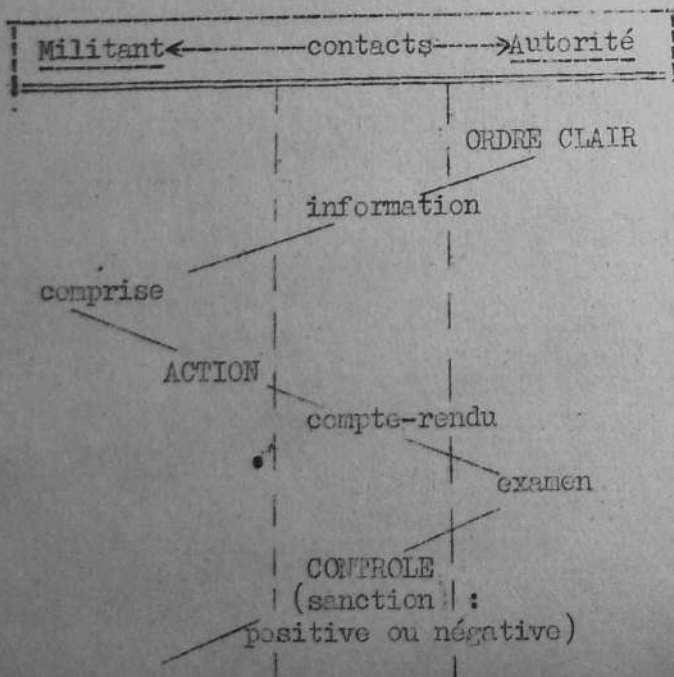 Militant<------contacts----->Autorité
ORDRE CLAIR
information
comprise
ACTION
compte-rendu
examen
CONTROLE
(sanction :
positive ou négative)